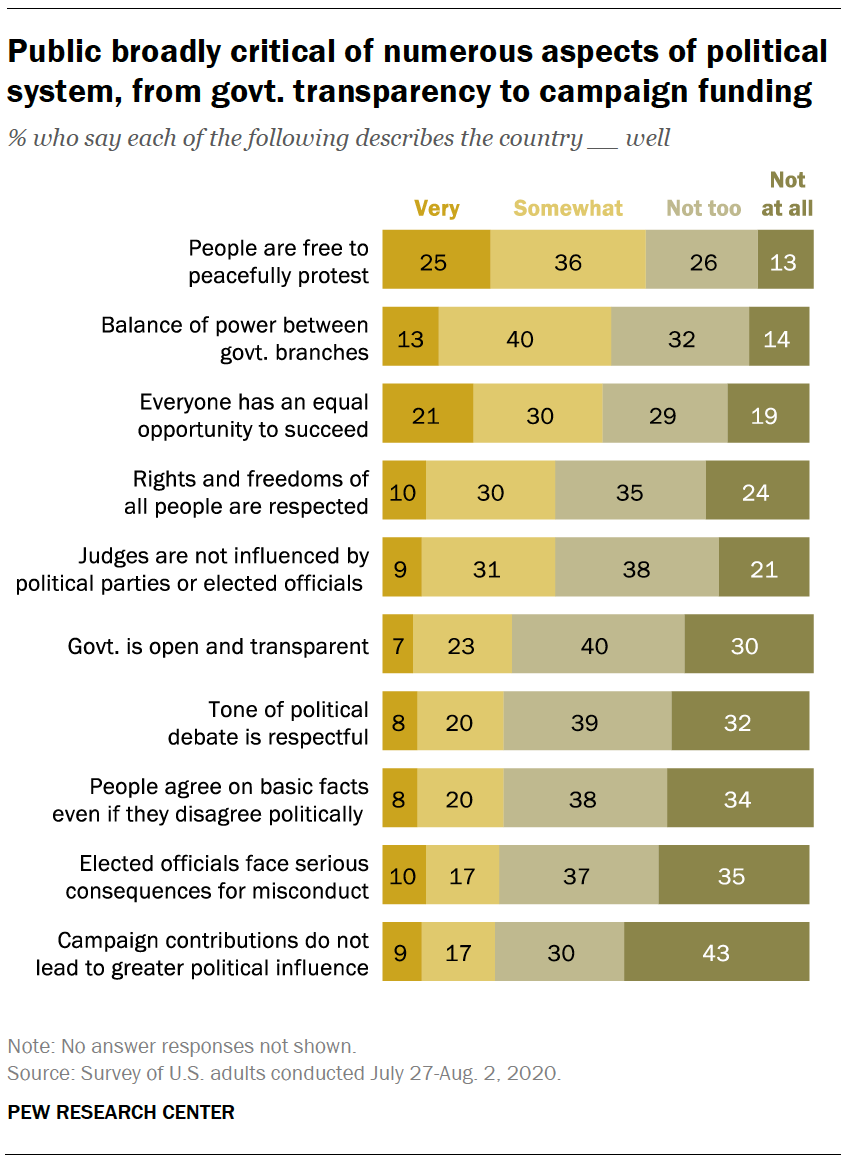 Public broadly critical of numerous aspects of political
system, from govt. transparency to campaign funding
% who say each of the following describes the country __ well
Very Somewhat Not too Not at all
People are free to
peacefully protest
25 36 26 13
Balance of power between
govt. branches
13 40 32 14
Everyone has an equal
opportunity to succeed
21 30 29 19
Rights and freedoms of
all people are respected
10 30 35 24
Judges are not influenced by
political parties or elected officials
9 31 38 21
Govt. is open and transparent
7 23 40 30
Tone of political
debate is respectful
8 20 39 32
People agree on basic facts
even if they disagree politically
8 20 38 34
Elected officials face serious
consequences for misconduct
10 17 37 35
Campaign contributions do not
lead to greater political influence
9 17 30 43
Note: No answer responses not shown.
Source: Survey of U.S. adults conducted July 27-Aug. 2, 2020.
PEW RESEARCH CENTER